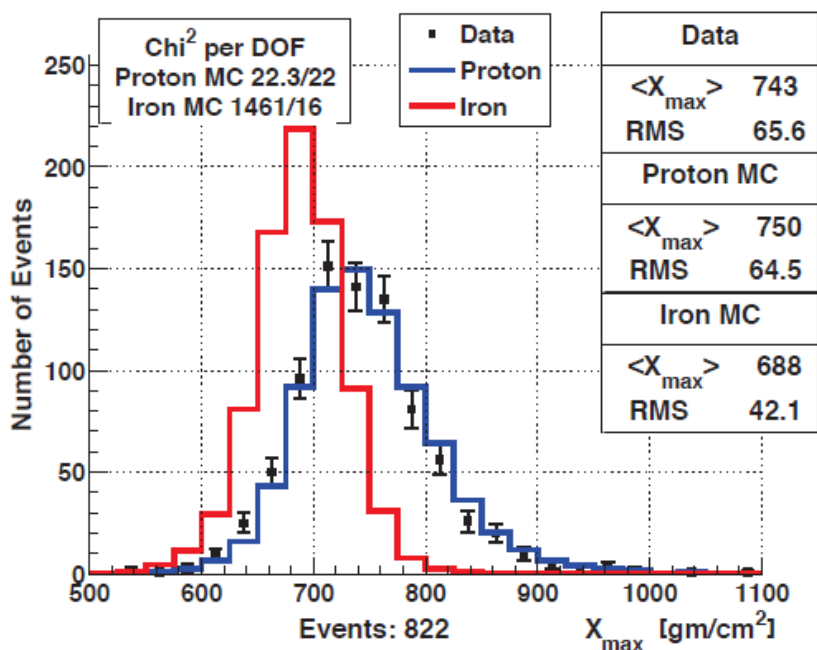 Chi² per DOF
Proton MC 22.3/22
Iron MC 1461/16
Data
Proton
Iron
Data
<Xmax> 743
RMS 65.6
Proton MC
<Xmax> 750
RMS 64.5
Iron MC
<Xmax> 688
RMS 42.1
Number of Events
250
200
150
100
50
0
500 600 700 800 900 1000 1100
Events: 822
Xmax [gm/cm²]